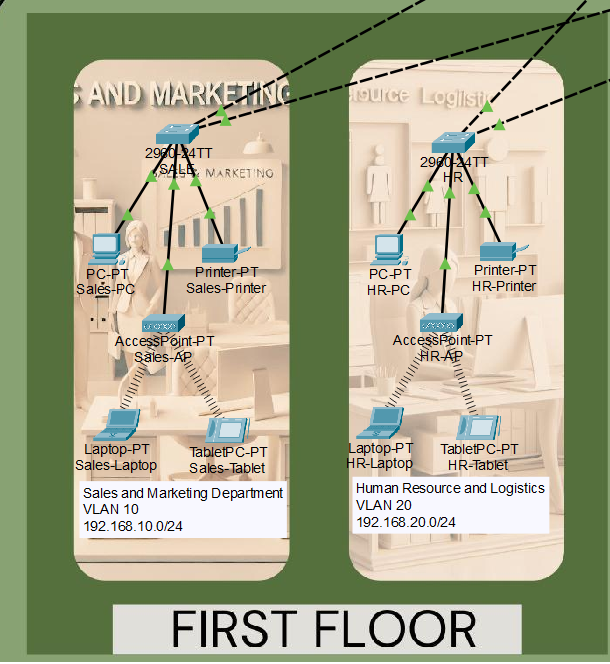 S AND MARKETING
2960-24TT
SALE
SALES & MARKETING
PC-PT
Sales-PC
Printer-PT
Sales-Printer
AccessPoint-PT
Sales-AP
Laptop-PT
Sales-Laptop
TabletPC-PT
Sales-Tablet
Sales and Marketing Department
VLAN 10
192.168.10.0/24
source Logilstic
2960-24TT
HR
PC-PT
HR-PC
Printer-PT
HR-Printer
AccessPoint-PT
HR-AP
Laptop-PT
HR-Laptop
TabletPC-PT
HR-Tablet
Human Resource and Logistics
VLAN 20
192.168.20.0/24
FIRST FLOOR